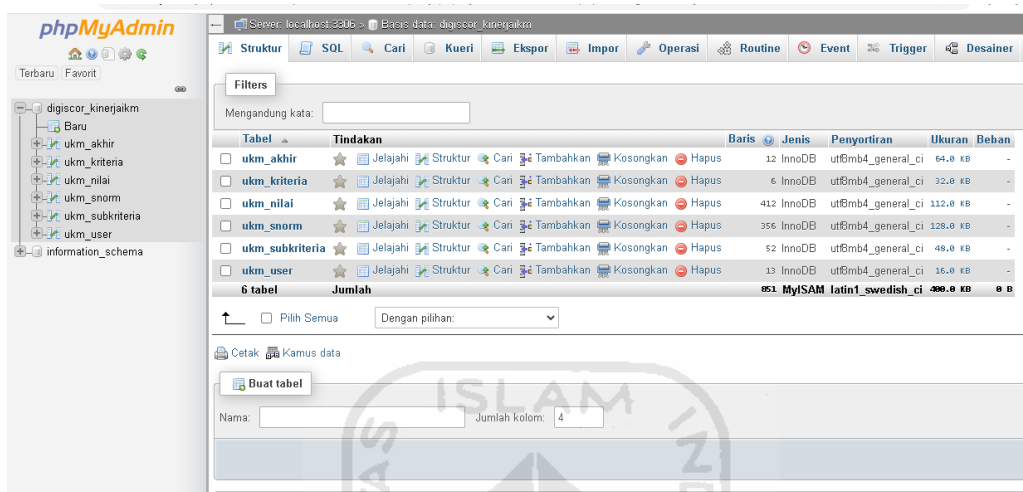 phpMyAdmin
Terbaru Favorit
digiscor_kinerjaikm
Baru
ukm_akhir
ukm_kriteria
ukm_nilai
ukm_snorm
ukm_subkriteria
ukm_user
information_schema
Server: localhost:3306 » Basis data: digiscor_kinerjaikm
Struktur SQL Cari Kueri Ekspor Impor Operasi Routine Event Trigger Desainer
Filters
Mengandung kata:
Tabel Tindakan Baris Jenis Penyortiran Ukuran Beban
ukm_akhir Jelajahi Struktur Cari Tambahkan Kosongkan Hapus 12 InnoDB utf8mb4_general_ci 64.0 KB -
ukm_kriteria Jelajahi Struktur Cari Tambahkan Kosongkan Hapus 6 InnoDB utf8mb4_general_ci 32.0 KB -
ukm_nilai Jelajahi Struktur Cari Tambahkan Kosongkan Hapus 412 InnoDB utf8mb4_general_ci 112.0 KB -
ukm_snorm Jelajahi Struktur Cari Tambahkan Kosongkan Hapus 356 InnoDB utf8mb4_general_ci 128.0 KB -
ukm_subkriteria Jelajahi Struktur Cari Tambahkan Kosongkan Hapus 52 InnoDB utf8mb4_general_ci 48.0 KB -
ukm_user Jelajahi Struktur Cari Tambahkan Kosongkan Hapus 13 InnoDB utf8mb4_general_ci 16.0 KB -
6 tabel Jumlah 851 MyISAM latin1_swedish_ci 400.0 KB 0 B
Pilih Semua Dengan pilihan:
Cetak Kamus data
Buat tabel
Nama: Jumlah kolom: 4
ISLAM